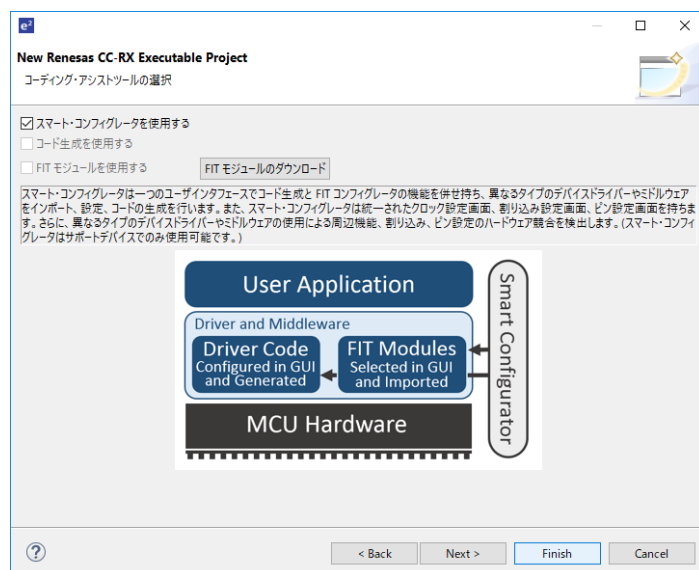 e²
New Renesas CC-RX Executable Project
コーディング・アシストツールの選択
スマート・コンフィグレータを使用する
コード生成を使用する
FIT モジュールを使用する
FIT モジュールのダウンロード
スマート・コンフィグレータは一つのユーザインタフェースでコード生成と FIT コンフィグレータの機能を併せ持ち、異なるタイプのデバイスドライバーやミドルウェア
をインポート、設定、コードの生成を行います。また、スマート・コンフィグレータは統一されたクロック設定画面、割り込み設定画面、ピン設定画面を持ちま
す。さらに、異なるタイプのデバイスドライバーやミドルウェアの使用による周辺機能、割り込み、ピン設定のハードウェア競合を検出します。(スマート・コンフィ
グレータはサポートデバイスでのみ使用可能です。)
User Application
Driver and Middleware
Driver Code
Configured in GUI
and Generated
FIT Modules
Selected in GUI
and Imported
MCU Hardware
Smart Configurator
?
< Back
Next >
Finish
Cancel